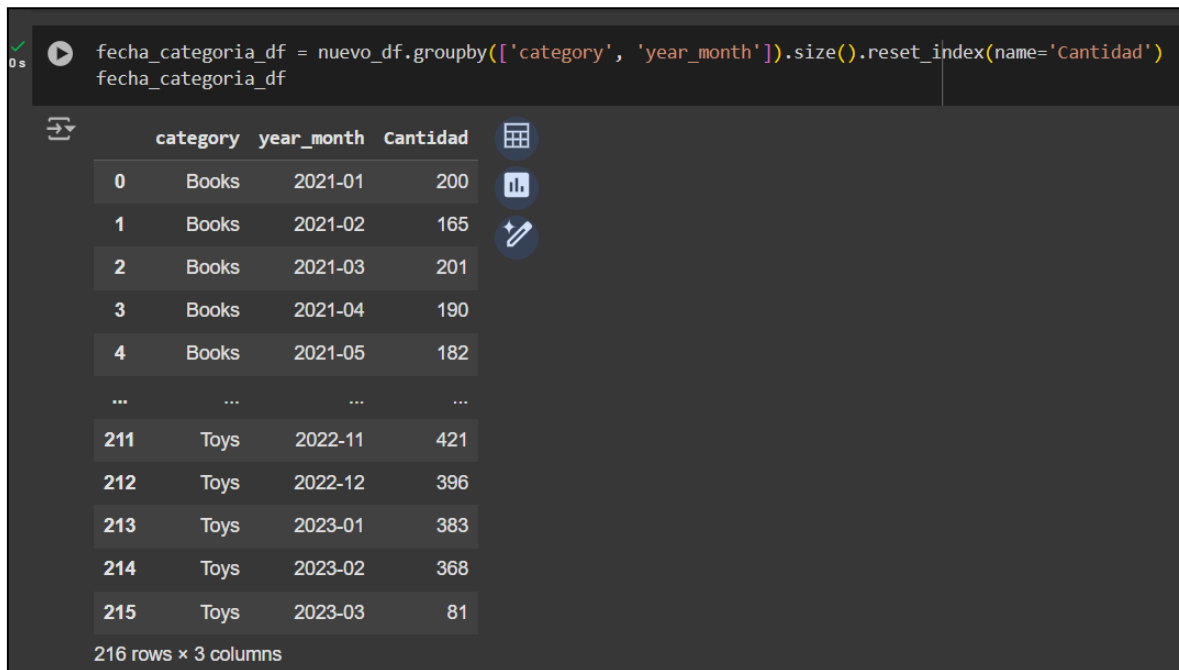 0 s
fecha_categoria_df = nuevo_df.groupby(['category', 'year_month']).size().reset_index(name='Cantidad')
fecha_categoria_df
category year_month Cantidad
0 Books 2021-01 200
1 Books 2021-02 165
2 Books 2021-03 201
3 Books 2021-04 190
4 Books 2021-05 182
... ... ... ...
211 Toys 2022-11 421
212 Toys 2022-12 396
213 Toys 2023-01 383
214 Toys 2023-02 368
215 Toys 2023-03 81
216 rows × 3 columns